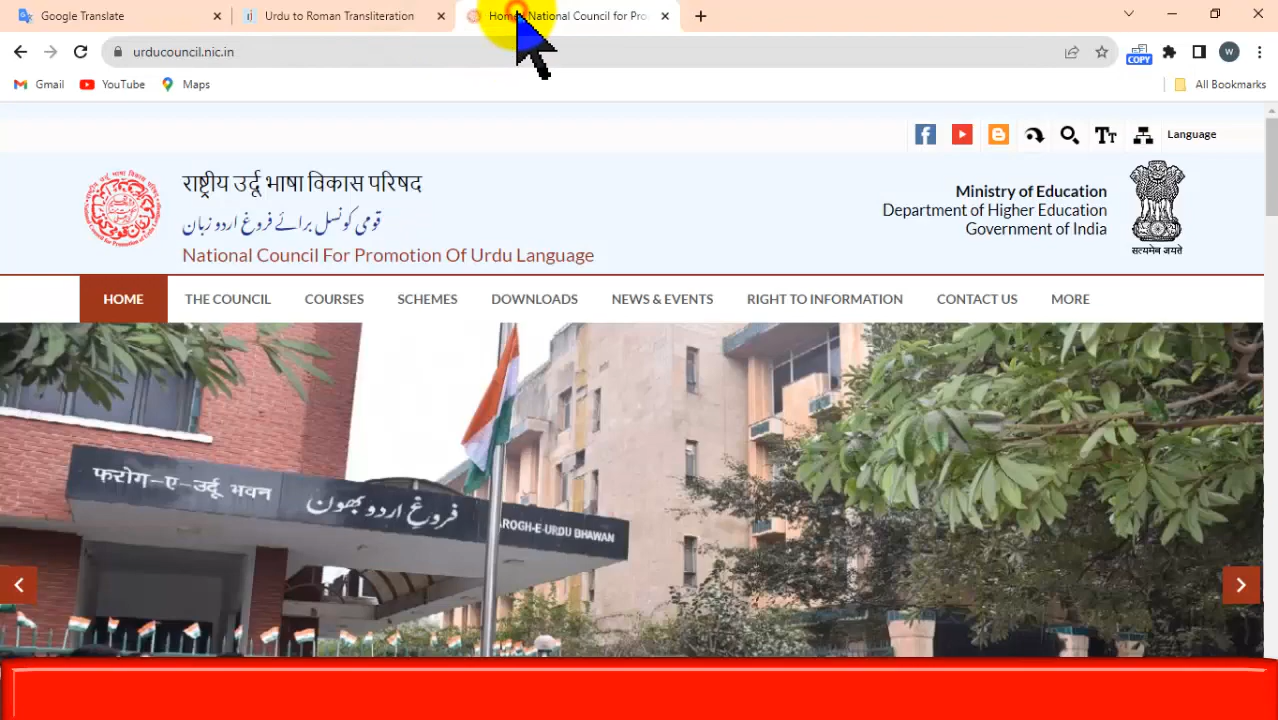 Google Translate
Urdu to Roman Transliteration
Home | National Council for Pro
urducouncil.nic.in
COPY
W
Gmail
YouTube
Maps
All Bookmarks
Language
राष्ट्रीय उर्दू भाषा विकास परिषद
قومی کونسل برائے فروغ اردو زبان
National Council For Promotion Of Urdu Language
Ministry of Education
Department of Higher Education
Government of India
सत्यमेव जयते
HOME
THE COUNCIL
COURSES
SCHEMES
DOWNLOADS
NEWS & EVENTS
RIGHT TO INFORMATION
CONTACT US
MORE
फरोग-ए-उर्दू भवन
فروغ اردو بھون
AROGH-E-URDU BHAWAN